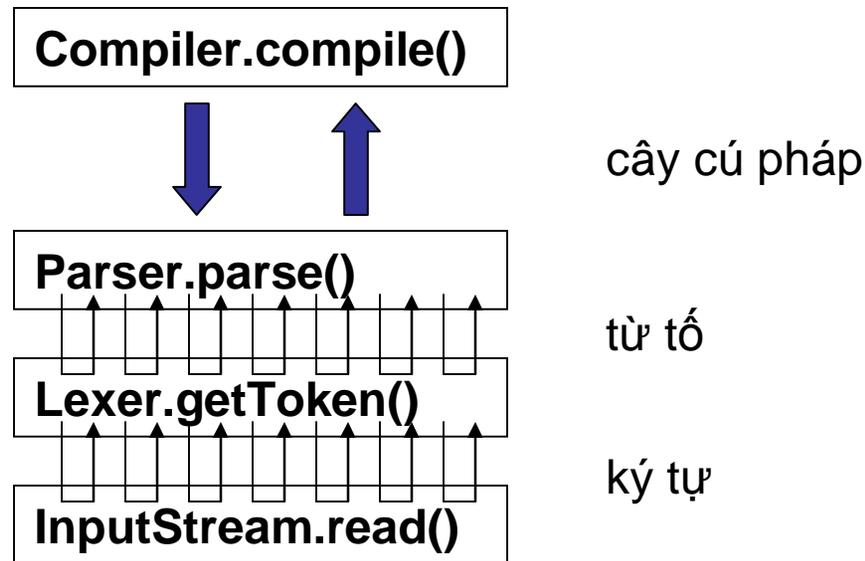 Compiler.compile()
cây cú pháp
Parser.parse()
từ tố
Lexer.getToken()
ký tự
InputStream.read()